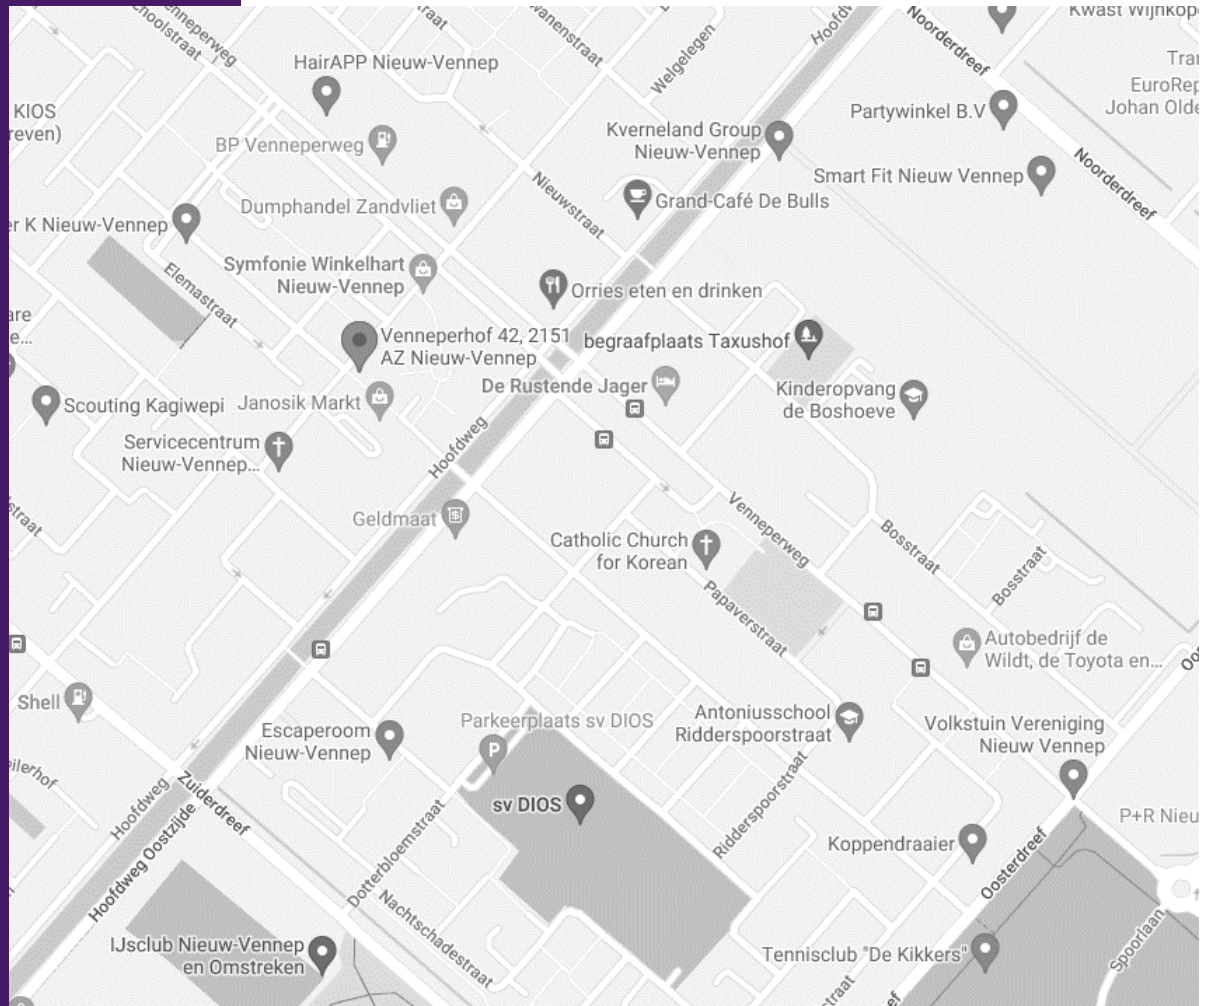 Venneperweg
Schoolstraat
Welgelegen
Noorderdreef
HairAPP Nieuw-Vennep
KIOS
BP Venneperweg
Partywinkel B.V
Kverneland Group
Nieuw-Vennep
Smart Fit Nieuw Vennep
Noorderdreef
Grand-Café De Bulls
Dumphandel Zandvliet
Nieuwstraat
er K Nieuw-Vennep
Elemastraat
Symfonie Winkelhart
Nieuw-Vennep
Orries eten en drinken
Venneperhof 42, 2151
AZ Nieuw-Vennep
begraafplaats Taxushof
De Rustende Jager
Kinderopvang
de Boshoeve
Scouting Kagiwepi
Janosik Markt
Servicecentrum
Nieuw-Vennep...
Hoofdweg
Geldmaat
Venneperweg
Bosstraat
Bosstraat
Catholic Church
for Korean
Papaverstraat
Autobedrijf de
Wildt, de Toyota en...
Shell
Escaperoom
Nieuw-Vennep
Parkeerplaats sv DIOS
Antoniusschool
Ridderspoorstraat
Volkstuin Vereniging
Nieuw Vennep
Hoofdweg
Zuiderdreef
Hoofdweg Oostzijde
sv DIOS
Ridderspoorstraat
P+R Nieu
Koppendraaier
Oosterdreef
Dotterbloemstraat
Nachtschadestraat
IJsclub Nieuw-Vennep
en Omstreken
Tennisclub "De Kikkers"
Spoorlaan